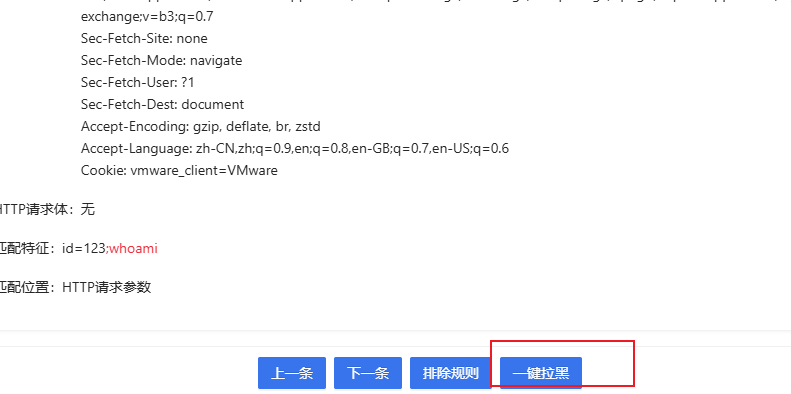 exchange;v=b3;q=0.7
Sec-Fetch-Site: none
Sec-Fetch-Mode: navigate
Sec-Fetch-User: ?1
Sec-Fetch-Dest: document
Accept-Encoding: gzip, deflate, br, zstd
Accept-Language: zh-CN,zh;q=0.9,en;q=0.8,en-GB;q=0.7,en-US;q=0.6
Cookie: vmware_client=VMware
HTTP请求体：无
匹配特征：id=123;whoami
匹配位置：HTTP请求参数
上一条 下一条 排除规则 一键拉黑